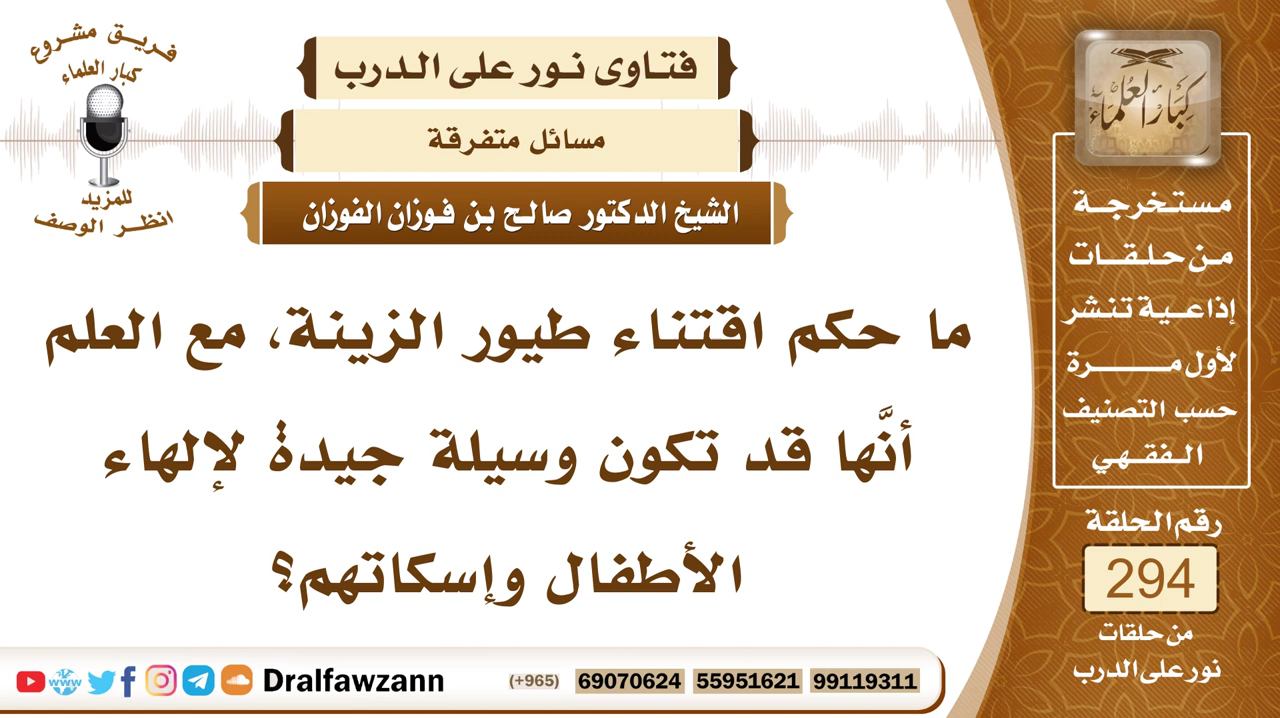 فريق مشروع
كبار العلماء
للمزيد
انظر الوصف
فتاوى نور على الدرب
مسائل متفرقة
الشيخ الدكتور صالح بن فوزان الفوزان
ما حكم اقتناء طيور الزينة، مع العلم
أنَّها قد تكون وسيلة جيدة لإلهاء
الأطفال وإسكاتهم؟
كبار العلماء
مستخرجة
من حلقات
إذاعية تنشر
لأول مرة
حسب التصنيف
الفقهي
رقم الحلقة
294
من حلقات
نور على الدرب
www Dralfawzann (+965) 69070624 55951621 99119311